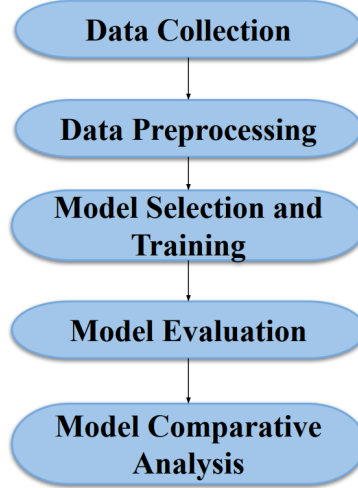 Data Collection
Data Preprocessing
Model Selection and
Training
Model Evaluation
Model Comparative
Analysis